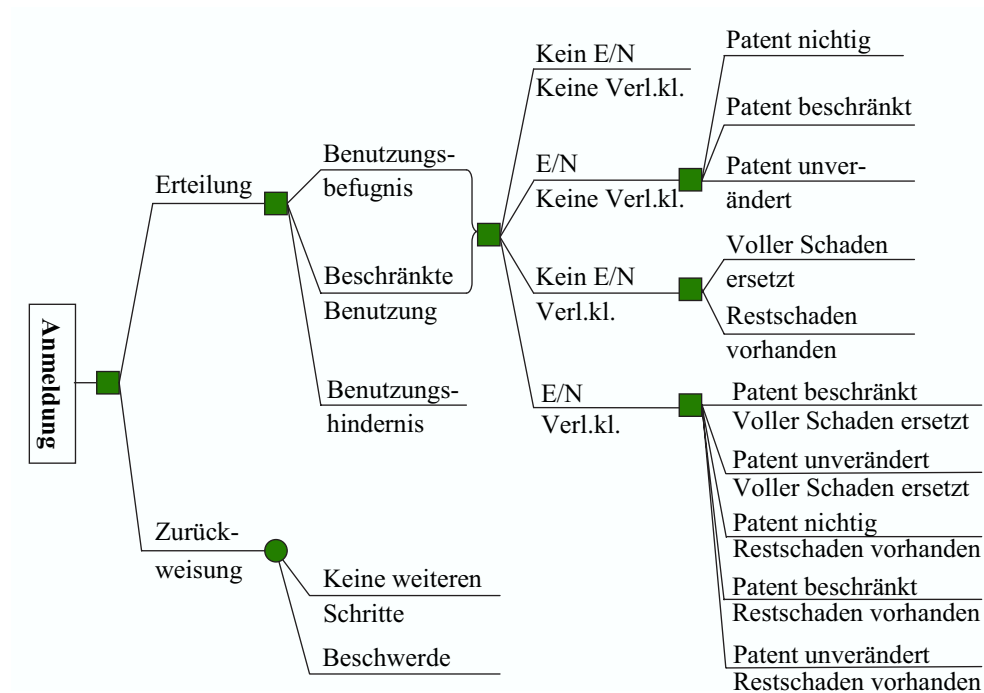 Anmeldung
Erteilung
Zurück-
weisung
Benutzungs-
befugnis
Beschränkte
Benutzung
Benutzungs-
hindernis
Keine weiteren
Schritte
Beschwerde
Kein E/N
Keine Verl.kl.
E/N
Keine Verl.kl.
Kein E/N
Verl.kl.
E/N
Verl.kl.
Patent nichtig
Patent beschränkt
Patent unver-
ändert
Voller Schaden
ersetzt
Restschaden
vorhanden
Patent beschränkt
Voller Schaden ersetzt
Patent unverändert
Voller Schaden ersetzt
Patent nichtig
Restschaden vorhanden
Patent beschränkt
Restschaden vorhanden
Patent unverändert
Restschaden vorhanden